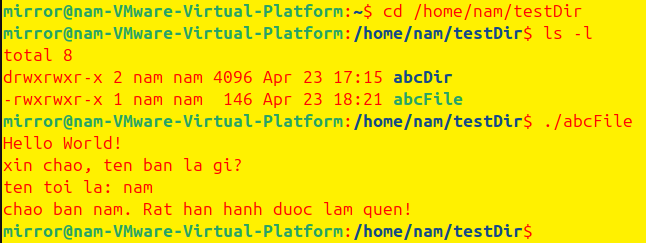 mirror@nam-VMware-Virtual-Platform:~$ cd /home/nam/testDir
mirror@nam-VMware-Virtual-Platform:/home/nam/testDir$ ls -l
total 8
drwxrwxr-x 2 nam nam 4096 Apr 23 17:15 abcDir
-rwxrwxr-x 1 nam nam  146 Apr 23 18:21 abcFile
mirror@nam-VMware-Virtual-Platform:/home/nam/testDir$ ./abcFile
Hello World!
xin chao, ten ban la gi?
ten toi la: nam
chao ban nam. Rat han hanh duoc lam quen!
mirror@nam-VMware-Virtual-Platform:/home/nam/testDir$